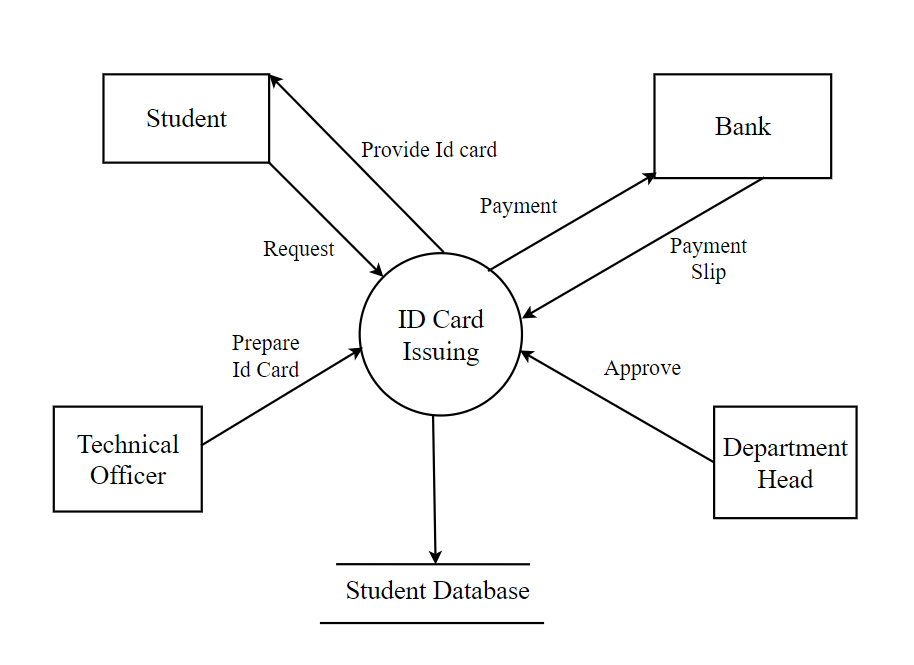 Student
Bank
Provide Id card
Payment
Request
Payment
Slip
ID Card
Issuing
Prepare
Id Card
Approve
Technical
Officer
Department
Head
Student Database